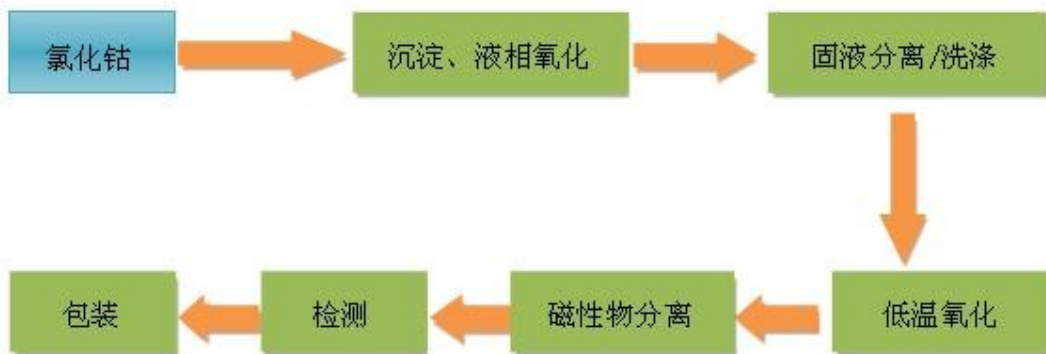 氯化钴
沉淀、液相氧化
固液分离/洗涤
低温氧化
磁性物分离
检测
包装